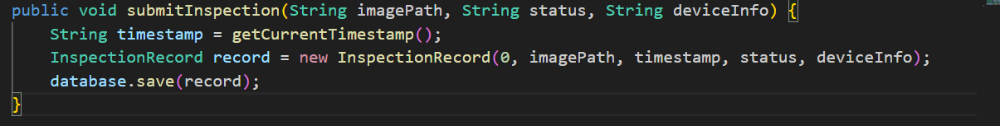 public void submitInspection(String imagePath, String status, String deviceInfo) {
    String timestamp = getCurrentTimestamp();
    InspectionRecord record = new InspectionRecord(0, imagePath, timestamp, status, deviceInfo);
    database.save(record);
}